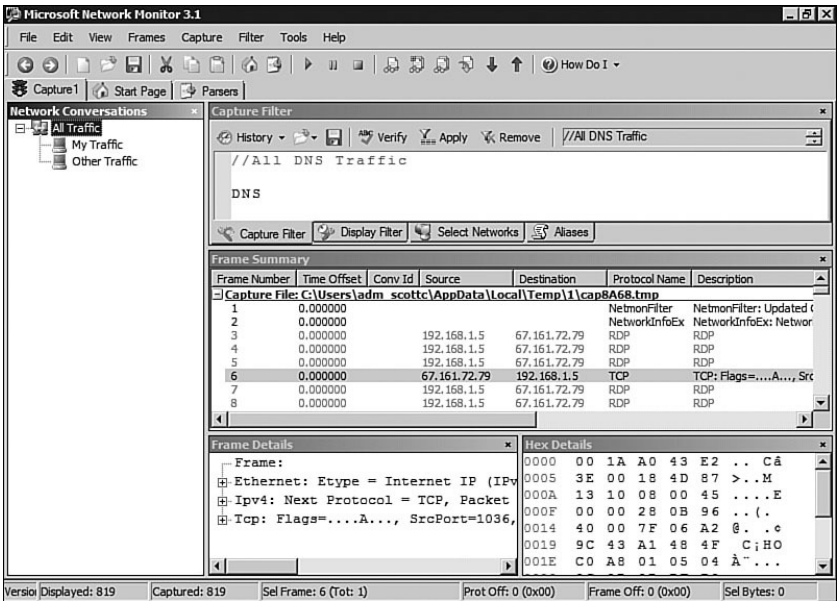 Microsoft Network Monitor 3.1
File Edit View Frames Capture Filter Tools Help
How Do I
Capture1 Start Page Parsers
Network Conversations
All Traffic
My Traffic
Other Traffic
Capture Filter
History Verify Apply Remove //All DNS Traffic
//All DNS Traffic
DNS
Capture Filter Display Filter Select Networks Aliases
Frame Summary
Frame Number Time Offset Conv Id Source Destination Protocol Name Description
Capture File: C:\Users\adm_scottc\AppData\Local\Temp\1\cap8A68.tmp
1 0.000000 NetmonFilter NetmonFilter: Updated
2 0.000000 NetworkInfoEx NetworkInfoEx: Networ
3 0.000000 192.168.1.5 67.161.72.79 RDP RDP
4 0.000000 192.168.1.5 67.161.72.79 RDP RDP
5 0.000000 192.168.1.5 67.161.72.79 RDP RDP
6 0.000000 67.161.72.79 192.168.1.5 TCP TCP: Flags=....A..., Src
7 0.000000 192.168.1.5 67.161.72.79 RDP RDP
8 0.000000 192.168.1.5 67.161.72.79 RDP RDP
Frame Details
Frame:
Ethernet: Etype = Internet IP (IPv
Ipv4: Next Protocol = TCP, Packet
Tcp: Flags=....A..., SrcPort=1036,
Hex Details
0000 00 1A A0 43 E2 .. Câ
0005 3E 00 18 4D 87 >..M
000A 13 10 08 00 45 ....E
000F 00 00 28 0B 96 ..(.
0014 40 00 7F 06 A2 @. .¢
0019 9C 43 A1 48 4F C¡HO
001E C0 A8 01 05 04 À¨...
Version Displayed: 819 Captured: 819 Sel Frame: 6 (Tot: 1) Prot Off: 0 (0x00) Frame Off: 0 (0x00) Sel Bytes: 0